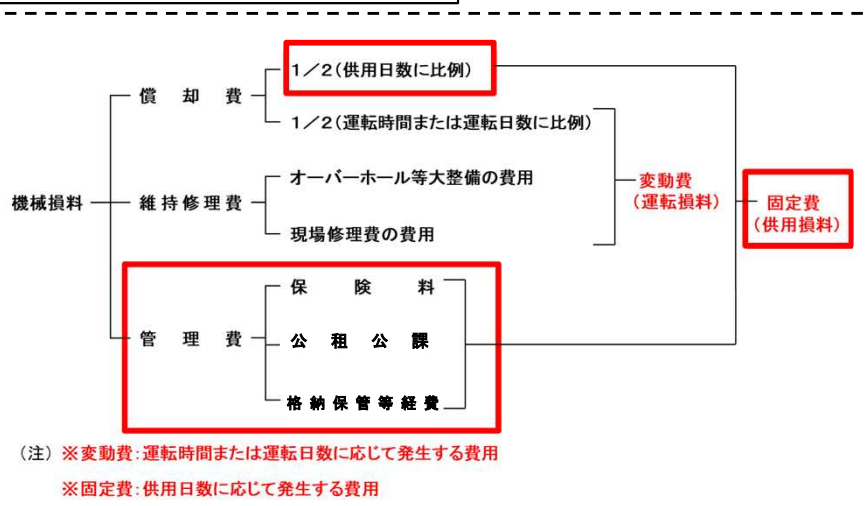 1／2（供用日数に比例）
償却費
1／2（運転時間または運転日数に比例）
オーバーホール等大整備の費用
変動費
（運転損料）
機械損料
維持修理費
固定費
（供用損料）
現場修理費の費用
保険料
管理費
公租公課
格納保管等経費
（注）※変動費：運転時間または運転日数に応じて発生する費用
※固定費：供用日数に応じて発生する費用